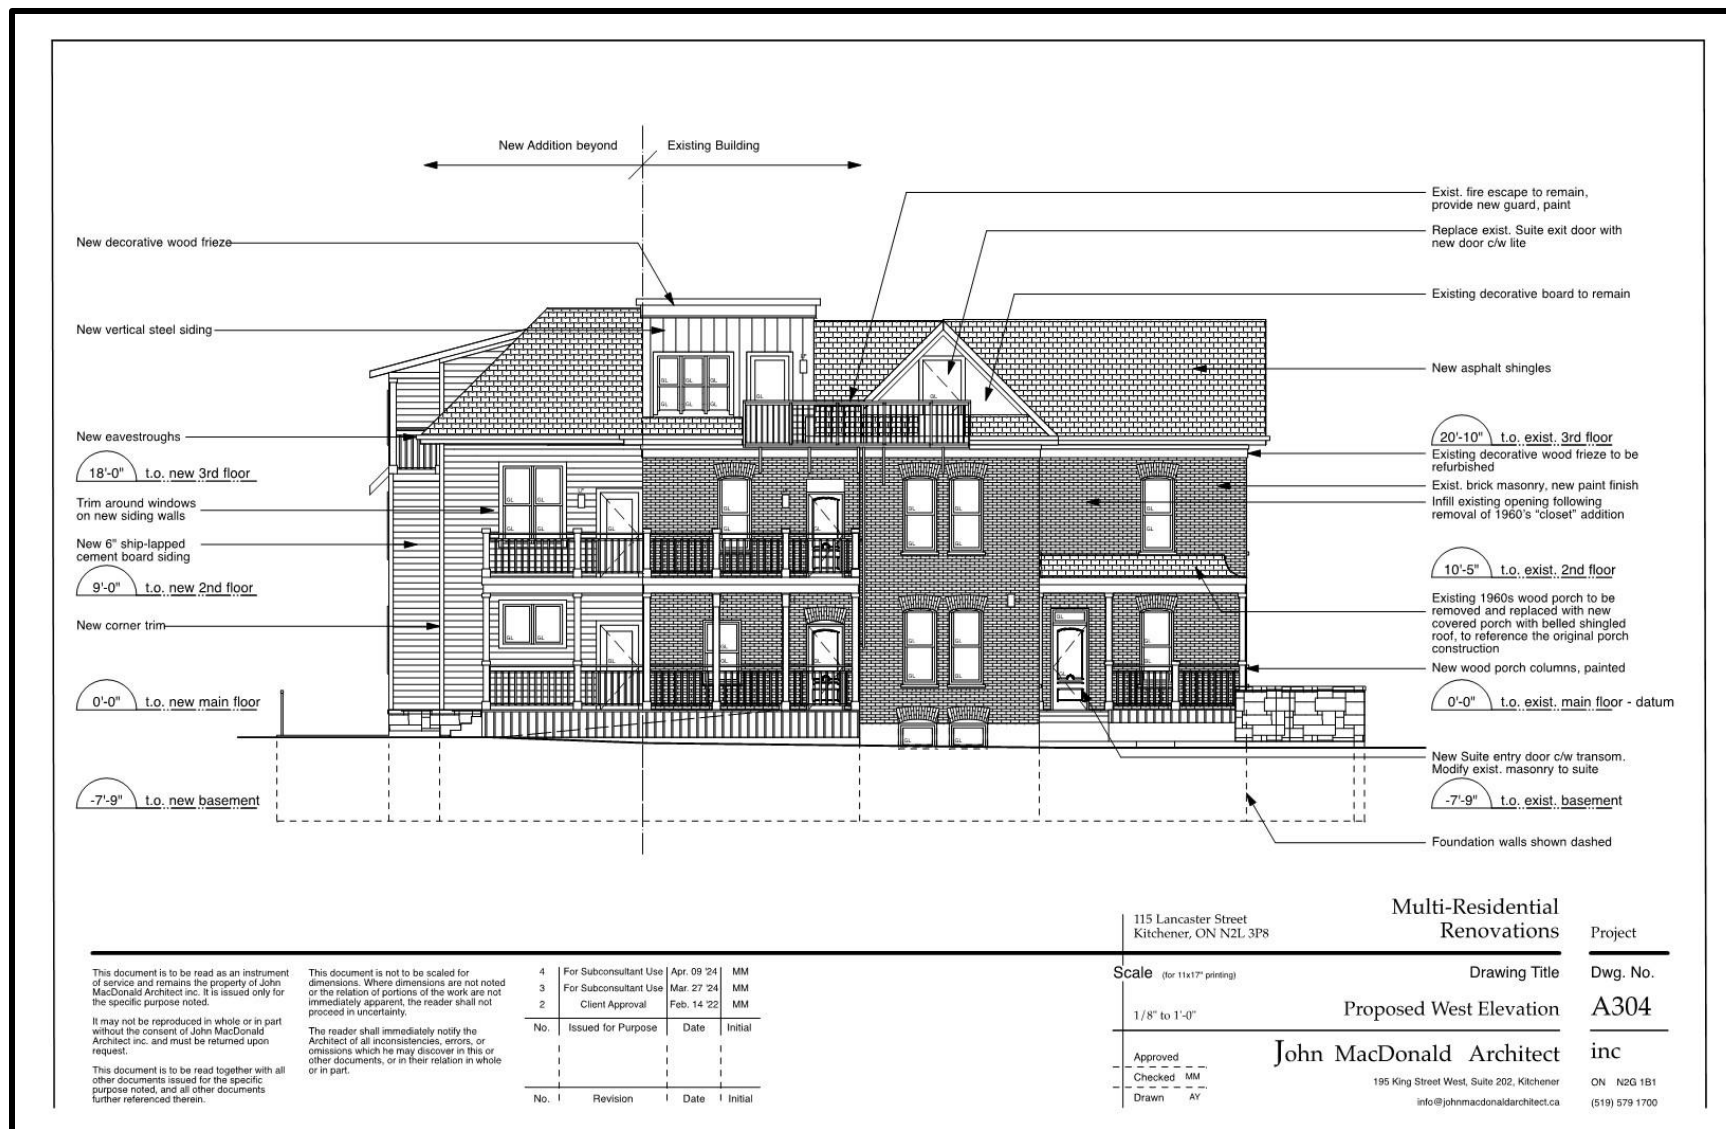 New Addition beyond
Existing Building
New decorative wood frieze
New vertical steel siding
New eavestroughs
18'-0" t.o. new 3rd floor
Trim around windows
on new siding walls
New 6" ship-lapped
cement board siding
9'-0" t.o. new 2nd floor
New corner trim
0'-0" t.o. new main floor
-7'-9" t.o. new basement
Exist. fire escape to remain,
provide new guard, paint
Replace exist. Suite exit door with
new door c/w lite
Existing decorative board to remain
New asphalt shingles
20'-10" t.o. exist. 3rd floor
Existing decorative wood frieze to be
refurbished
Exist. brick masonry, new paint finish
Infill existing opening following
removal of 1960's "closet" addition
10'-5" t.o. exist. 2nd floor
Existing 1960s wood porch to be
removed and replaced with new
covered porch with belled shingled
roof, to reference the original porch
construction
New wood porch columns, painted
0'-0" t.o. exist. main floor - datum
New Suite entry door c/w transom.
Modify exist. masonry to suite
-7'-9" t.o. exist. basement
Foundation walls shown dashed
115 Lancaster Street
Kitchener, ON N2L 3P8
Multi-Residential
Renovations
Project
This document is to be read as an instrument
of service and remains the property of John
MacDonald Architect inc. It is issued only for
the specific purpose noted.
It may not be reproduced in whole or in part
without the consent of John MacDonald
Architect inc. and must be returned upon
request.
This document is to be read together with all
other documents issued for the specific
purpose noted, and all other documents
further referenced therein.
This document is not to be scaled for
dimensions. Where dimensions are not noted
or the relation of portions of the work are not
immediately apparent, the reader shall not
proceed in uncertainty.
The reader shall immediately notify the
Architect of all inconsistencies, errors, or
omissions which he may discover in this or
other documents, or in their relation in whole
or in part.
4 For Subconsultant Use Apr. 09 '24 MM
3 For Subconsultant Use Mar. 27 '24 MM
2 Client Approval Feb. 14 '22 MM
No. Issued for Purpose Date Initial
No. Revision Date Initial
Scale (for 11x17" printing)
1/8" to 1'-0"
Drawing Title
Proposed West Elevation
Dwg. No.
A304
Approved
Checked MM
Drawn AY
John MacDonald Architect inc
195 King Street West, Suite 202, Kitchener ON N2G 1B1
info@johnmacdonaldarchitect.ca (519) 579 1700